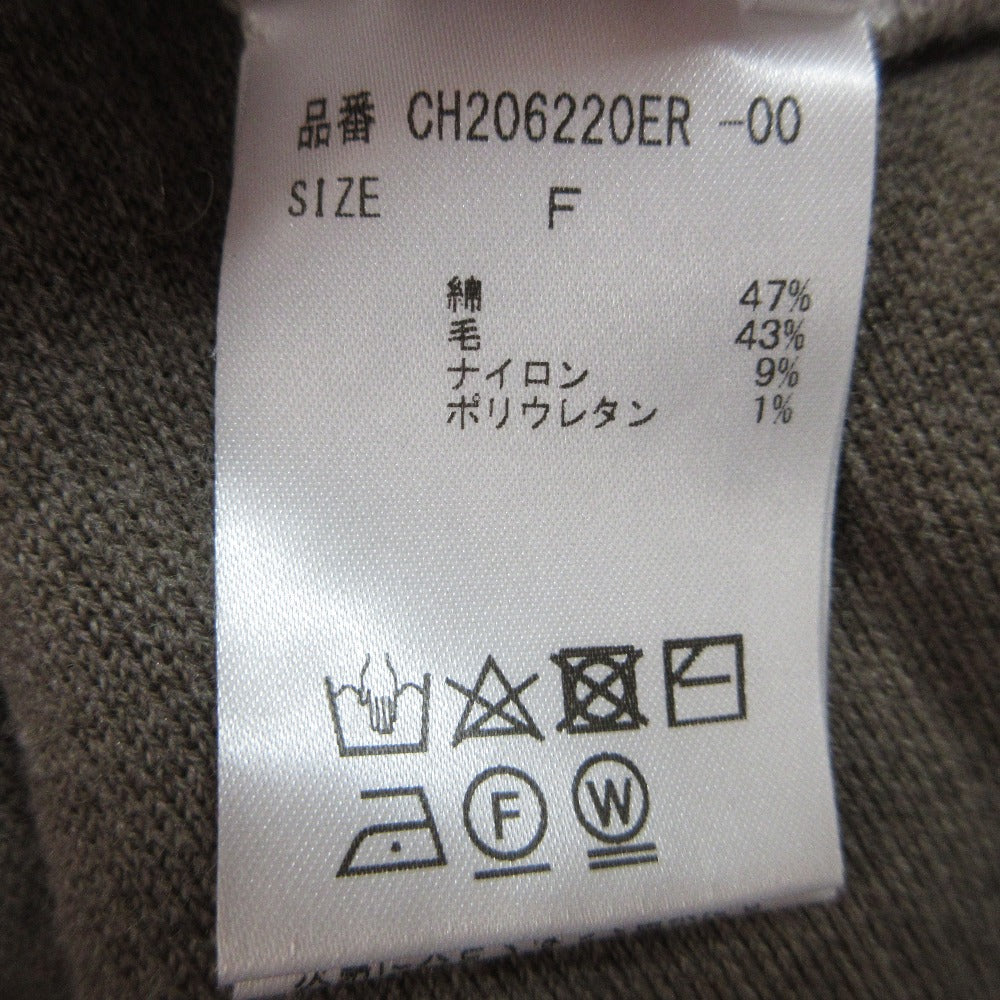 品番 CH206220ER -00
SIZE F
綿 47%
毛 43%
ナイロン 9%
ポリウレタン 1%
F
W